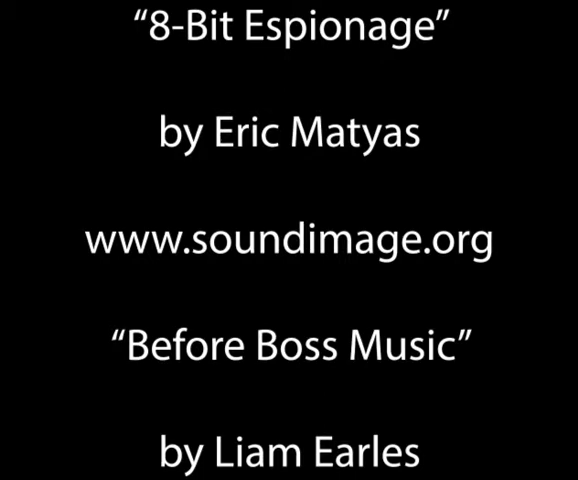 “8-Bit Espionage”
by Eric Matyas
www.soundimage.org
“Before Boss Music”
by Liam Earles